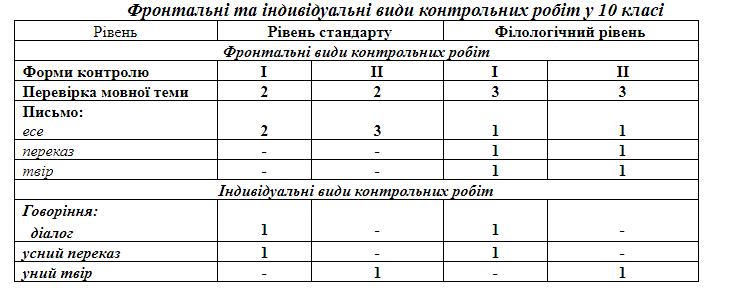 Фронтальні та індивідуальні види контрольних робіт у 10 класі
Рівень Рівень стандарту Філологічний рівень
Фронтальні види контрольних робіт
Форми контролю І ІІ І ІІ
Перевірка мовної теми 2 2 3 3
Письмо:
есе 2 3 1 1
переказ - - 1 1
твір - - 1 1
Індивідуальні види контрольних робіт
Говоріння:
діалог 1 - 1 -
усний переказ 1 - 1 -
уний твір - 1 - 1